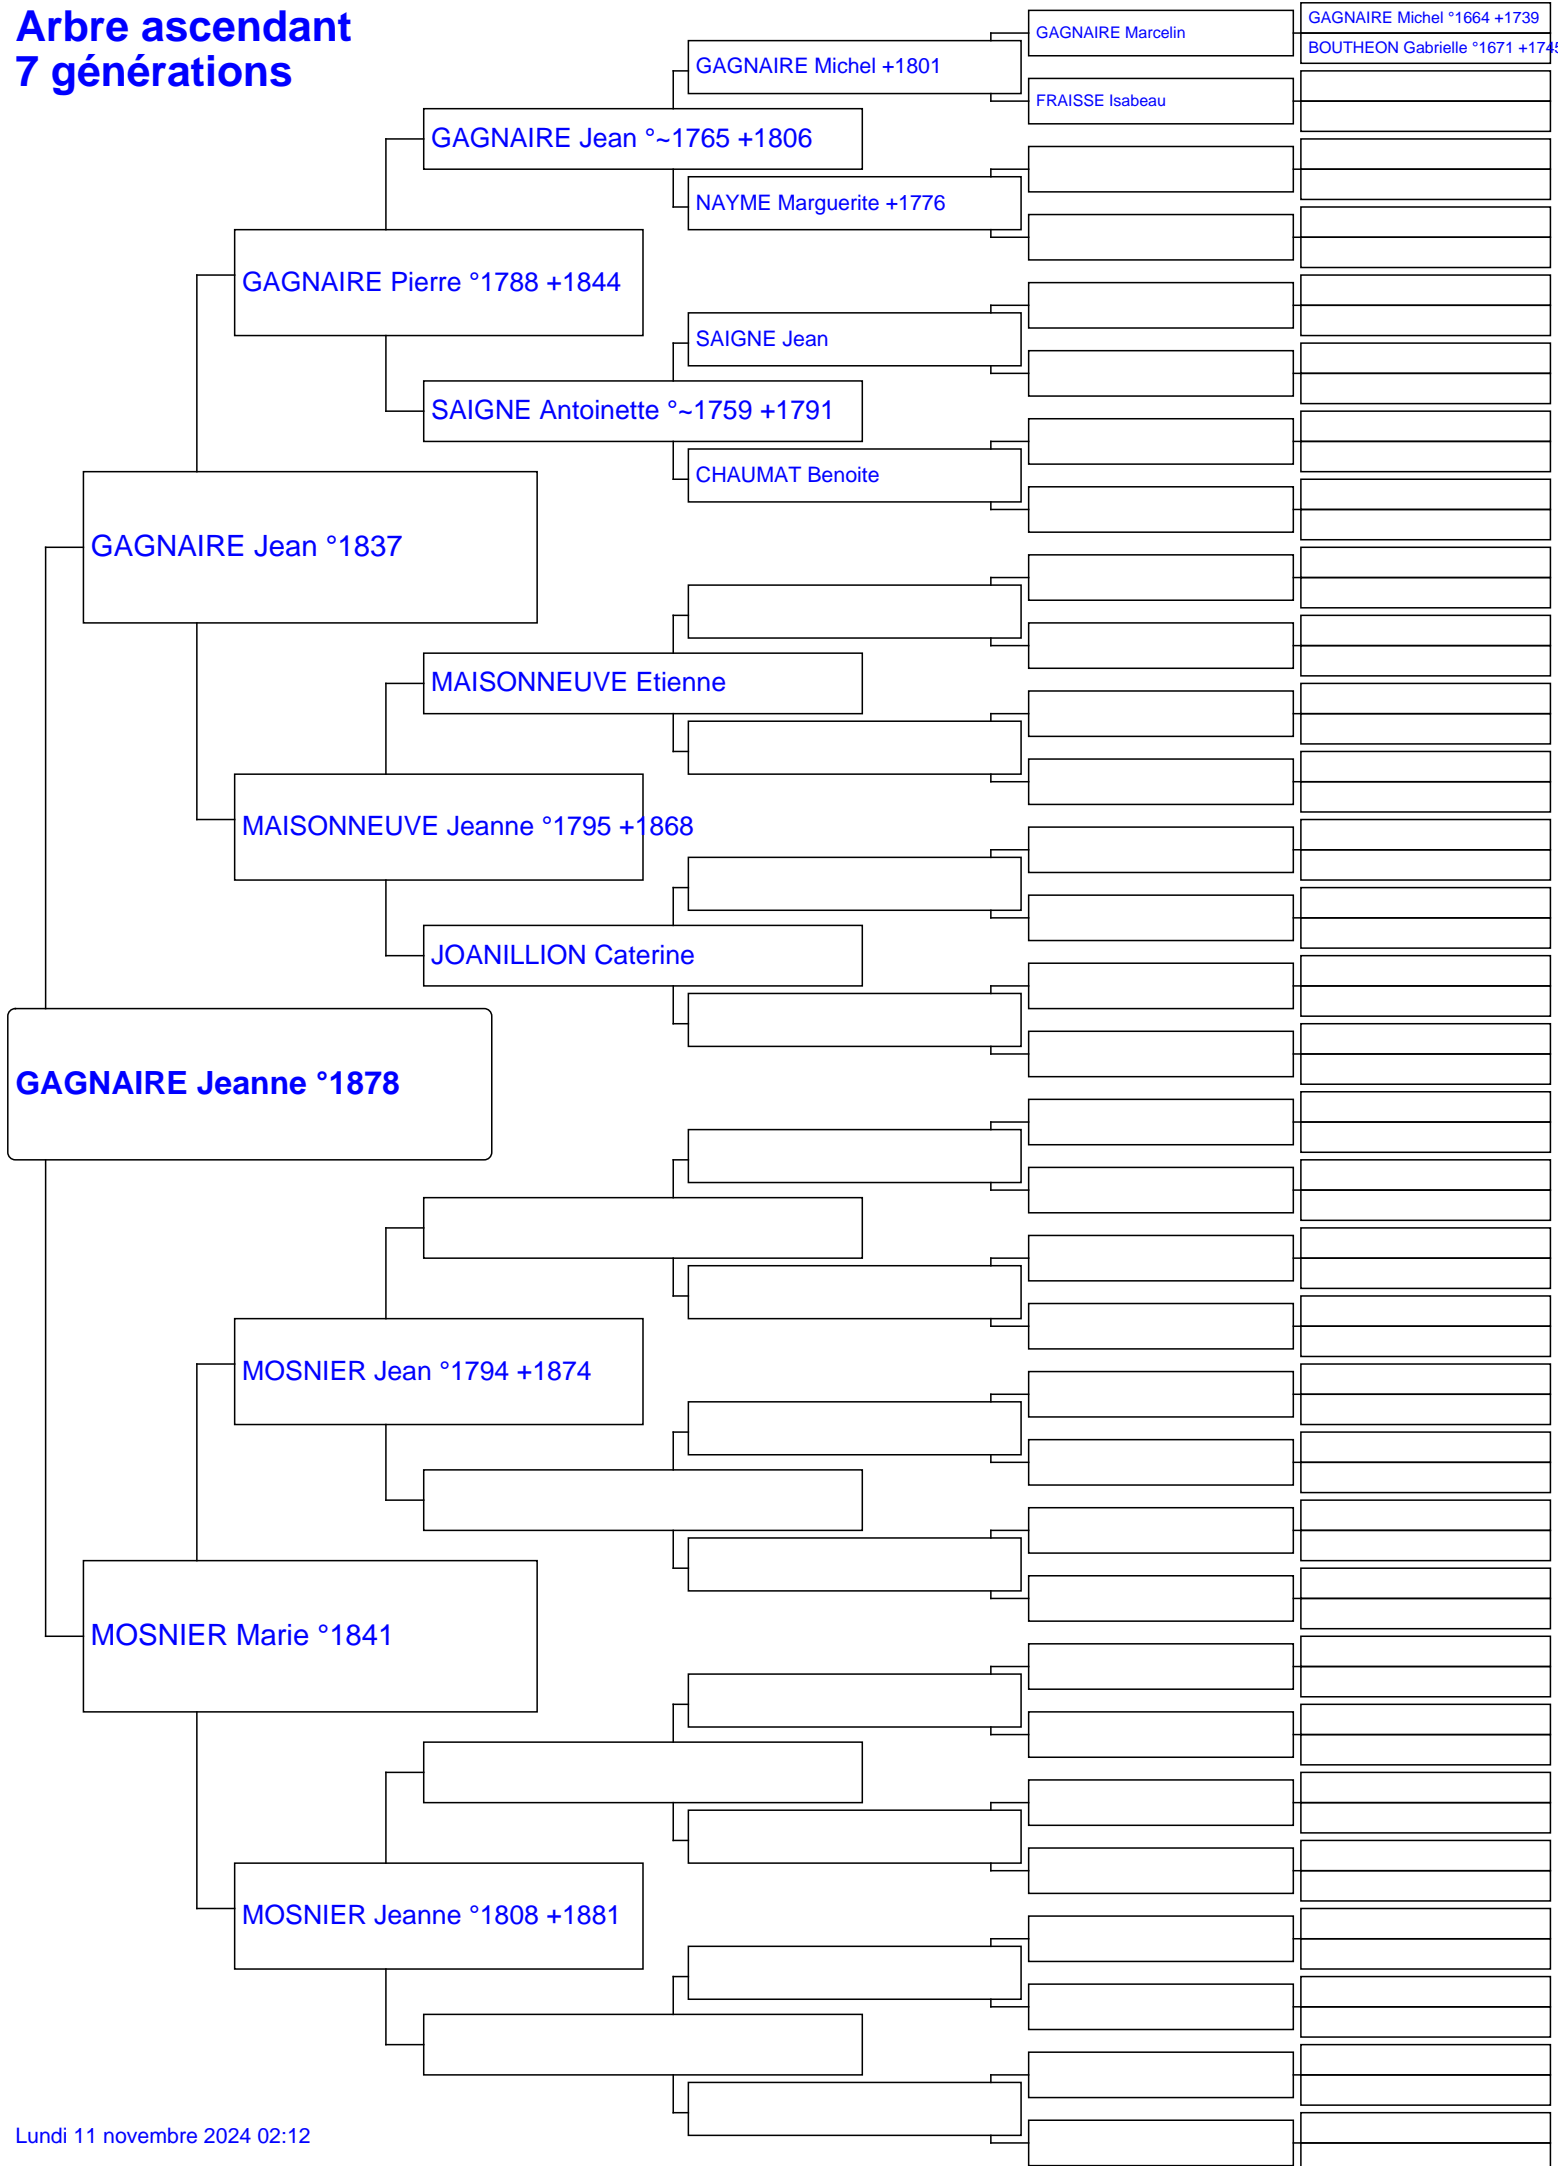 Arbre ascendant
7 générations
GAGNAIRE Michel °1664 +1739
GAGNAIRE Marcelin
BOUTHEON Gabrielle °1671 +1745
GAGNAIRE Michel +1801
FRAISSE Isabeau
GAGNAIRE Jean °~1765 +1806
NAYME Marguerite +1776
GAGNAIRE Pierre °1788 +1844
SAIGNE Jean
SAIGNE Antoinette °~1759 +1791
CHAUMAT Benoite
GAGNAIRE Jean °1837
MAISONNEUVE Etienne
MAISONNEUVE Jeanne °1795 +1868
JOANILLION Caterine
GAGNAIRE Jeanne °1878
MOSNIER Jean °1794 +1874
MOSNIER Marie °1841
MOSNIER Jeanne °1808 +1881
Lundi 11 novembre 2024 02:12